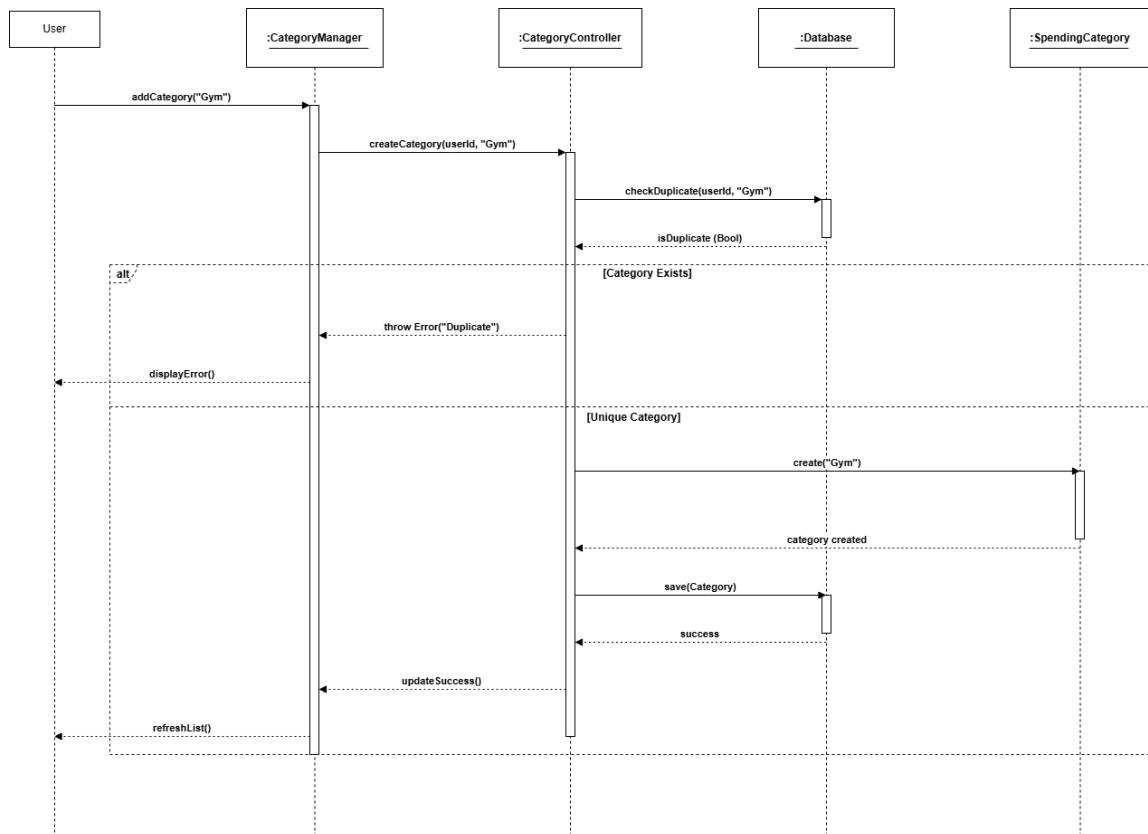 User
:CategoryManager
:CategoryController
:Database
:SpendingCategory
addCategory("Gym")
createCategory(userId, "Gym")
checkDuplicate(userId, "Gym")
isDuplicate (Bool)
alt
[Category Exists]
throw Error("Duplicate")
displayError()
[Unique Category]
create("Gym")
category created
save(Category)
success
updateSuccess()
refreshList()